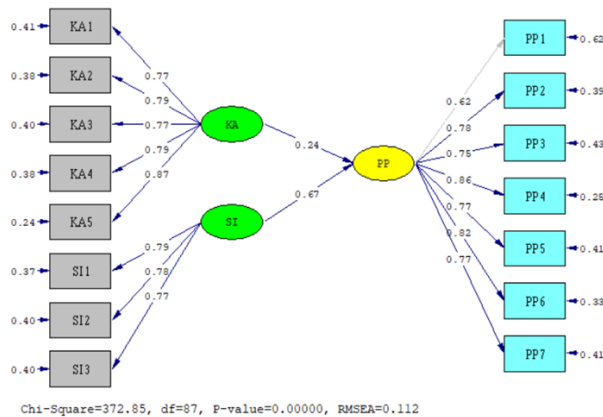 0.41 KA1
0.38 KA2
0.40 KA3
0.38 KA4
0.24 KA5
0.37 SI1
0.40 SI2
0.40 SI3
0.77
0.79
0.77
0.79
0.87
0.79
0.78
0.77
KA
SI
0.24
0.67
PP
0.62
0.78
0.75
0.86
0.77
0.82
0.77
PP1 0.62
PP2 0.39
PP3 0.43
PP4 0.25
PP5 0.41
PP6 0.33
PP7 0.41
Chi-Square=372.85, df=87, P-value=0.00000, RMSEA=0.112